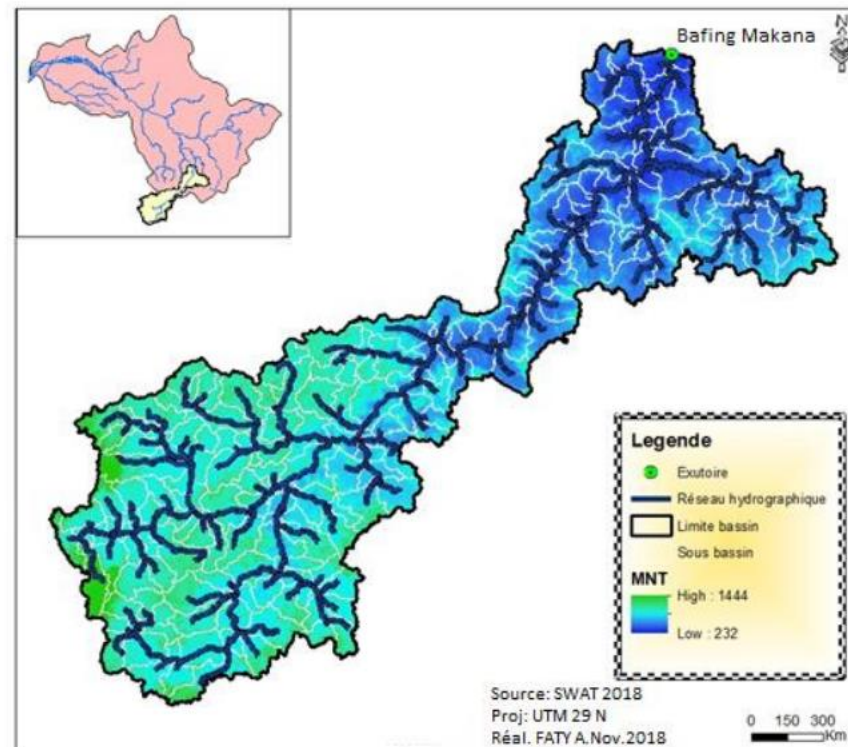 Bafing Makana
N
Legende
Exutoire
Réseau hydrographique
Limite bassin
Sous bassin
MNT
High : 1444
Low : 232
Source: SWAT 2018
Proj: UTM 29 N
Réal. FATY A.Nov.2018
0 150 300
Km